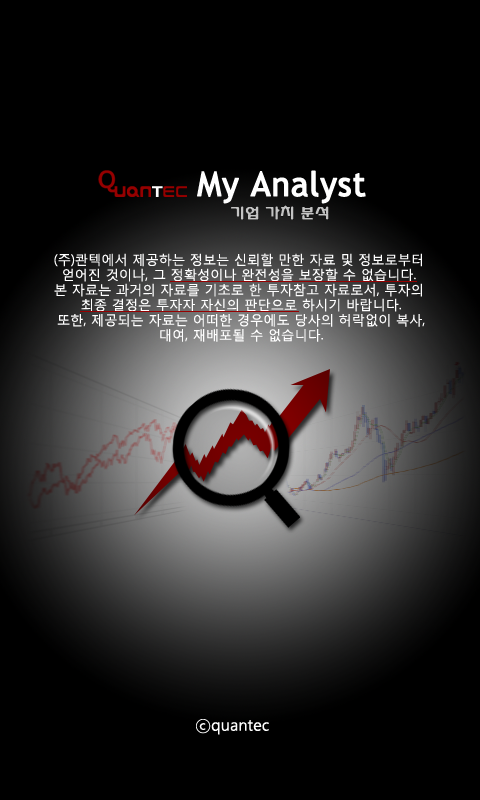 QuanTEC My Analyst
기업 가치 분석
(주)콴텍에서 제공하는 정보는 신뢰할 만한 자료 및 정보로부터
얻어진 것이나, 그 정확성이나 완전성을 보장할 수 없습니다.
본 자료는 과거의 자료를 기초로 한 투자참고 자료로서, 투자의
최종 결정은 투자자 자신의 판단으로 하시기 바랍니다.
또한, 제공되는 자료는 어떠한 경우에도 당사의 허락없이 복사,
대여, 재배포될 수 없습니다.
ⓒquantec